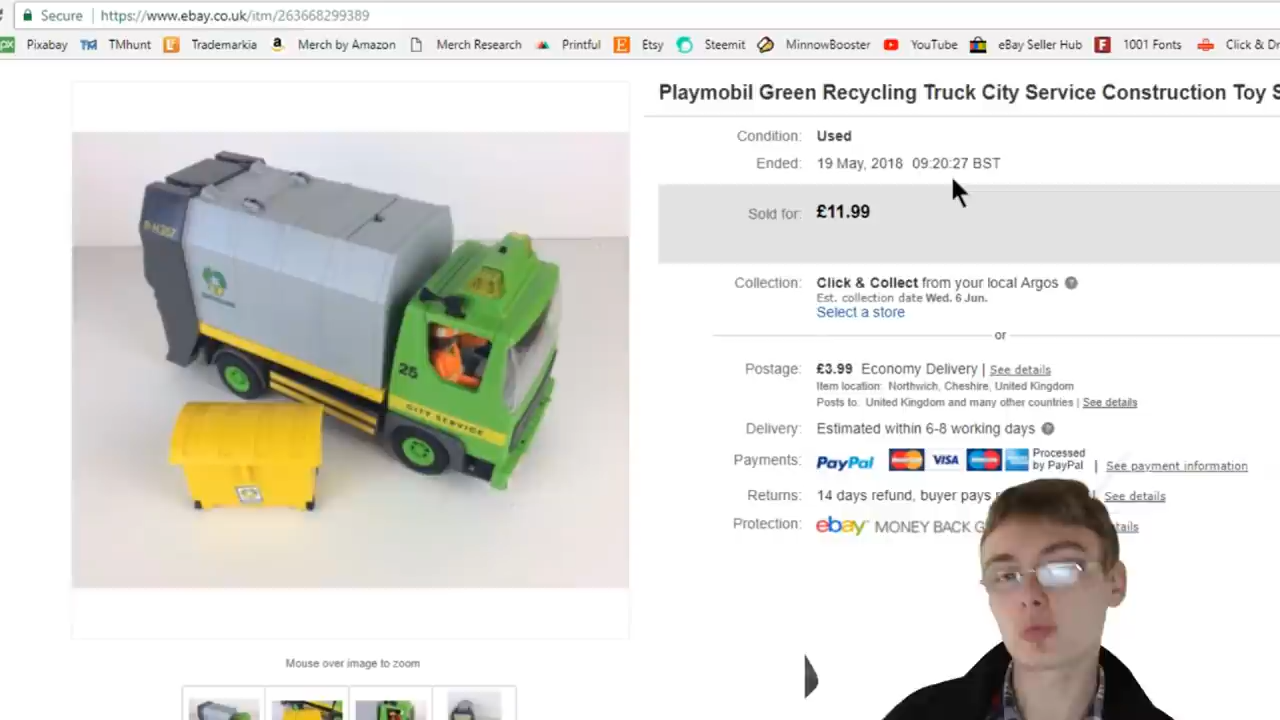 Secure https://www.ebay.co.uk/itm/263668299389
px Pixabay TMhunt Trademarkia Merch by Amazon Merch Research Printful Etsy Steemit MinnowBooster YouTube eBay Seller Hub 1001 Fonts Click & Dr
Playmobil Green Recycling Truck City Service Construction Toy S
Condition: Used
Ended: 19 May, 2018 09:20:27 BST
Sold for: £11.99
Collection: Click & Collect from your local Argos ?
Est. collection date Wed. 6 Jun.
Select a store
or
Postage: £3.99 Economy Delivery | See details
Item location: Northwich, Cheshire, United Kingdom
Posts to: United Kingdom and many other countries | See details
Delivery: Estimated within 6-8 working days ?
Payments: PayPal MasterCard VISA Processed by PayPal | See payment information
Returns: 14 days refund, buyer pays | See details
Protection: ebay MONEY BACK G tails
25
CITY SERVICE
Mouse over image to zoom